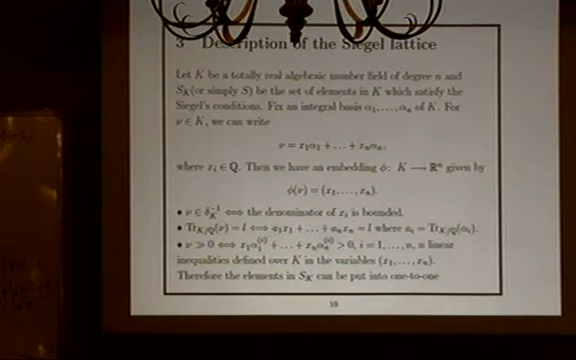 3 Description of the Siegel lattice
Let K be a totally real algebraic number field of degree n and
S_K(or simply S) be the set of elements in K which satisfy the
Siegel's conditions. Fix an integral basis α₁, . . . , αₙ of K. For
ν ∈ K, we can write
ν = x₁α₁ + . . . + xₙαₙ,
where xᵢ ∈ Q. Then we have an embedding ϕ: K ⟶ ℝⁿ given by
ϕ(ν) = (x₁, . . . , xₙ).
• ν ∈ δ_K⁻¹ ⟺ the denominator of xᵢ is bounded.
• Tr_{K/Q}(ν) = l ⟺ a₁x₁ + . . . + aₙxₙ = l where aᵢ = Tr_{K/Q}(αᵢ).
• ν ≫ 0 ⟺ x₁α₁⁽ⁱ⁾ + . . . + xₙαₙ⁽ⁱ⁾ > 0, i = 1, . . . , n, n linear
inequalities defined over K in the variables (x₁, . . . , xₙ).
Therefore the elements in S_K can be put into one-to-one